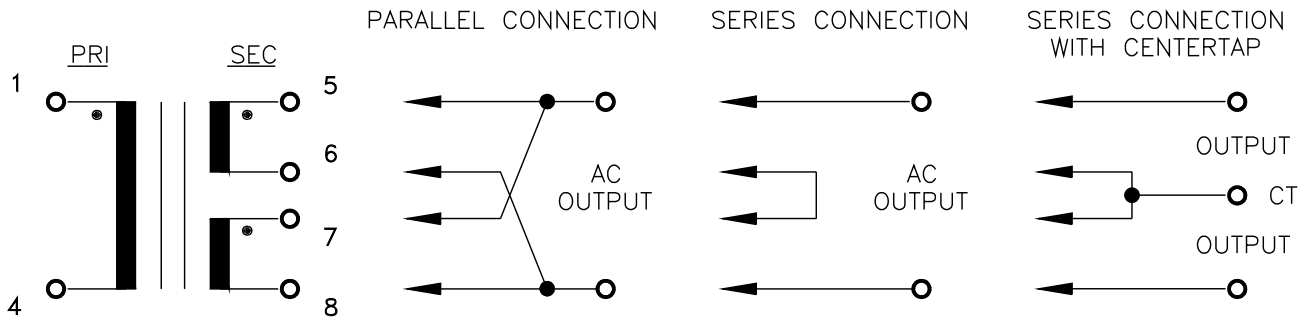 PARALLEL CONNECTION
SERIES CONNECTION
SERIES CONNECTION
WITH CENTERTAP
PRI
SEC
1
5
6
7
4
8
AC
OUTPUT
AC
OUTPUT
OUTPUT
CT
OUTPUT